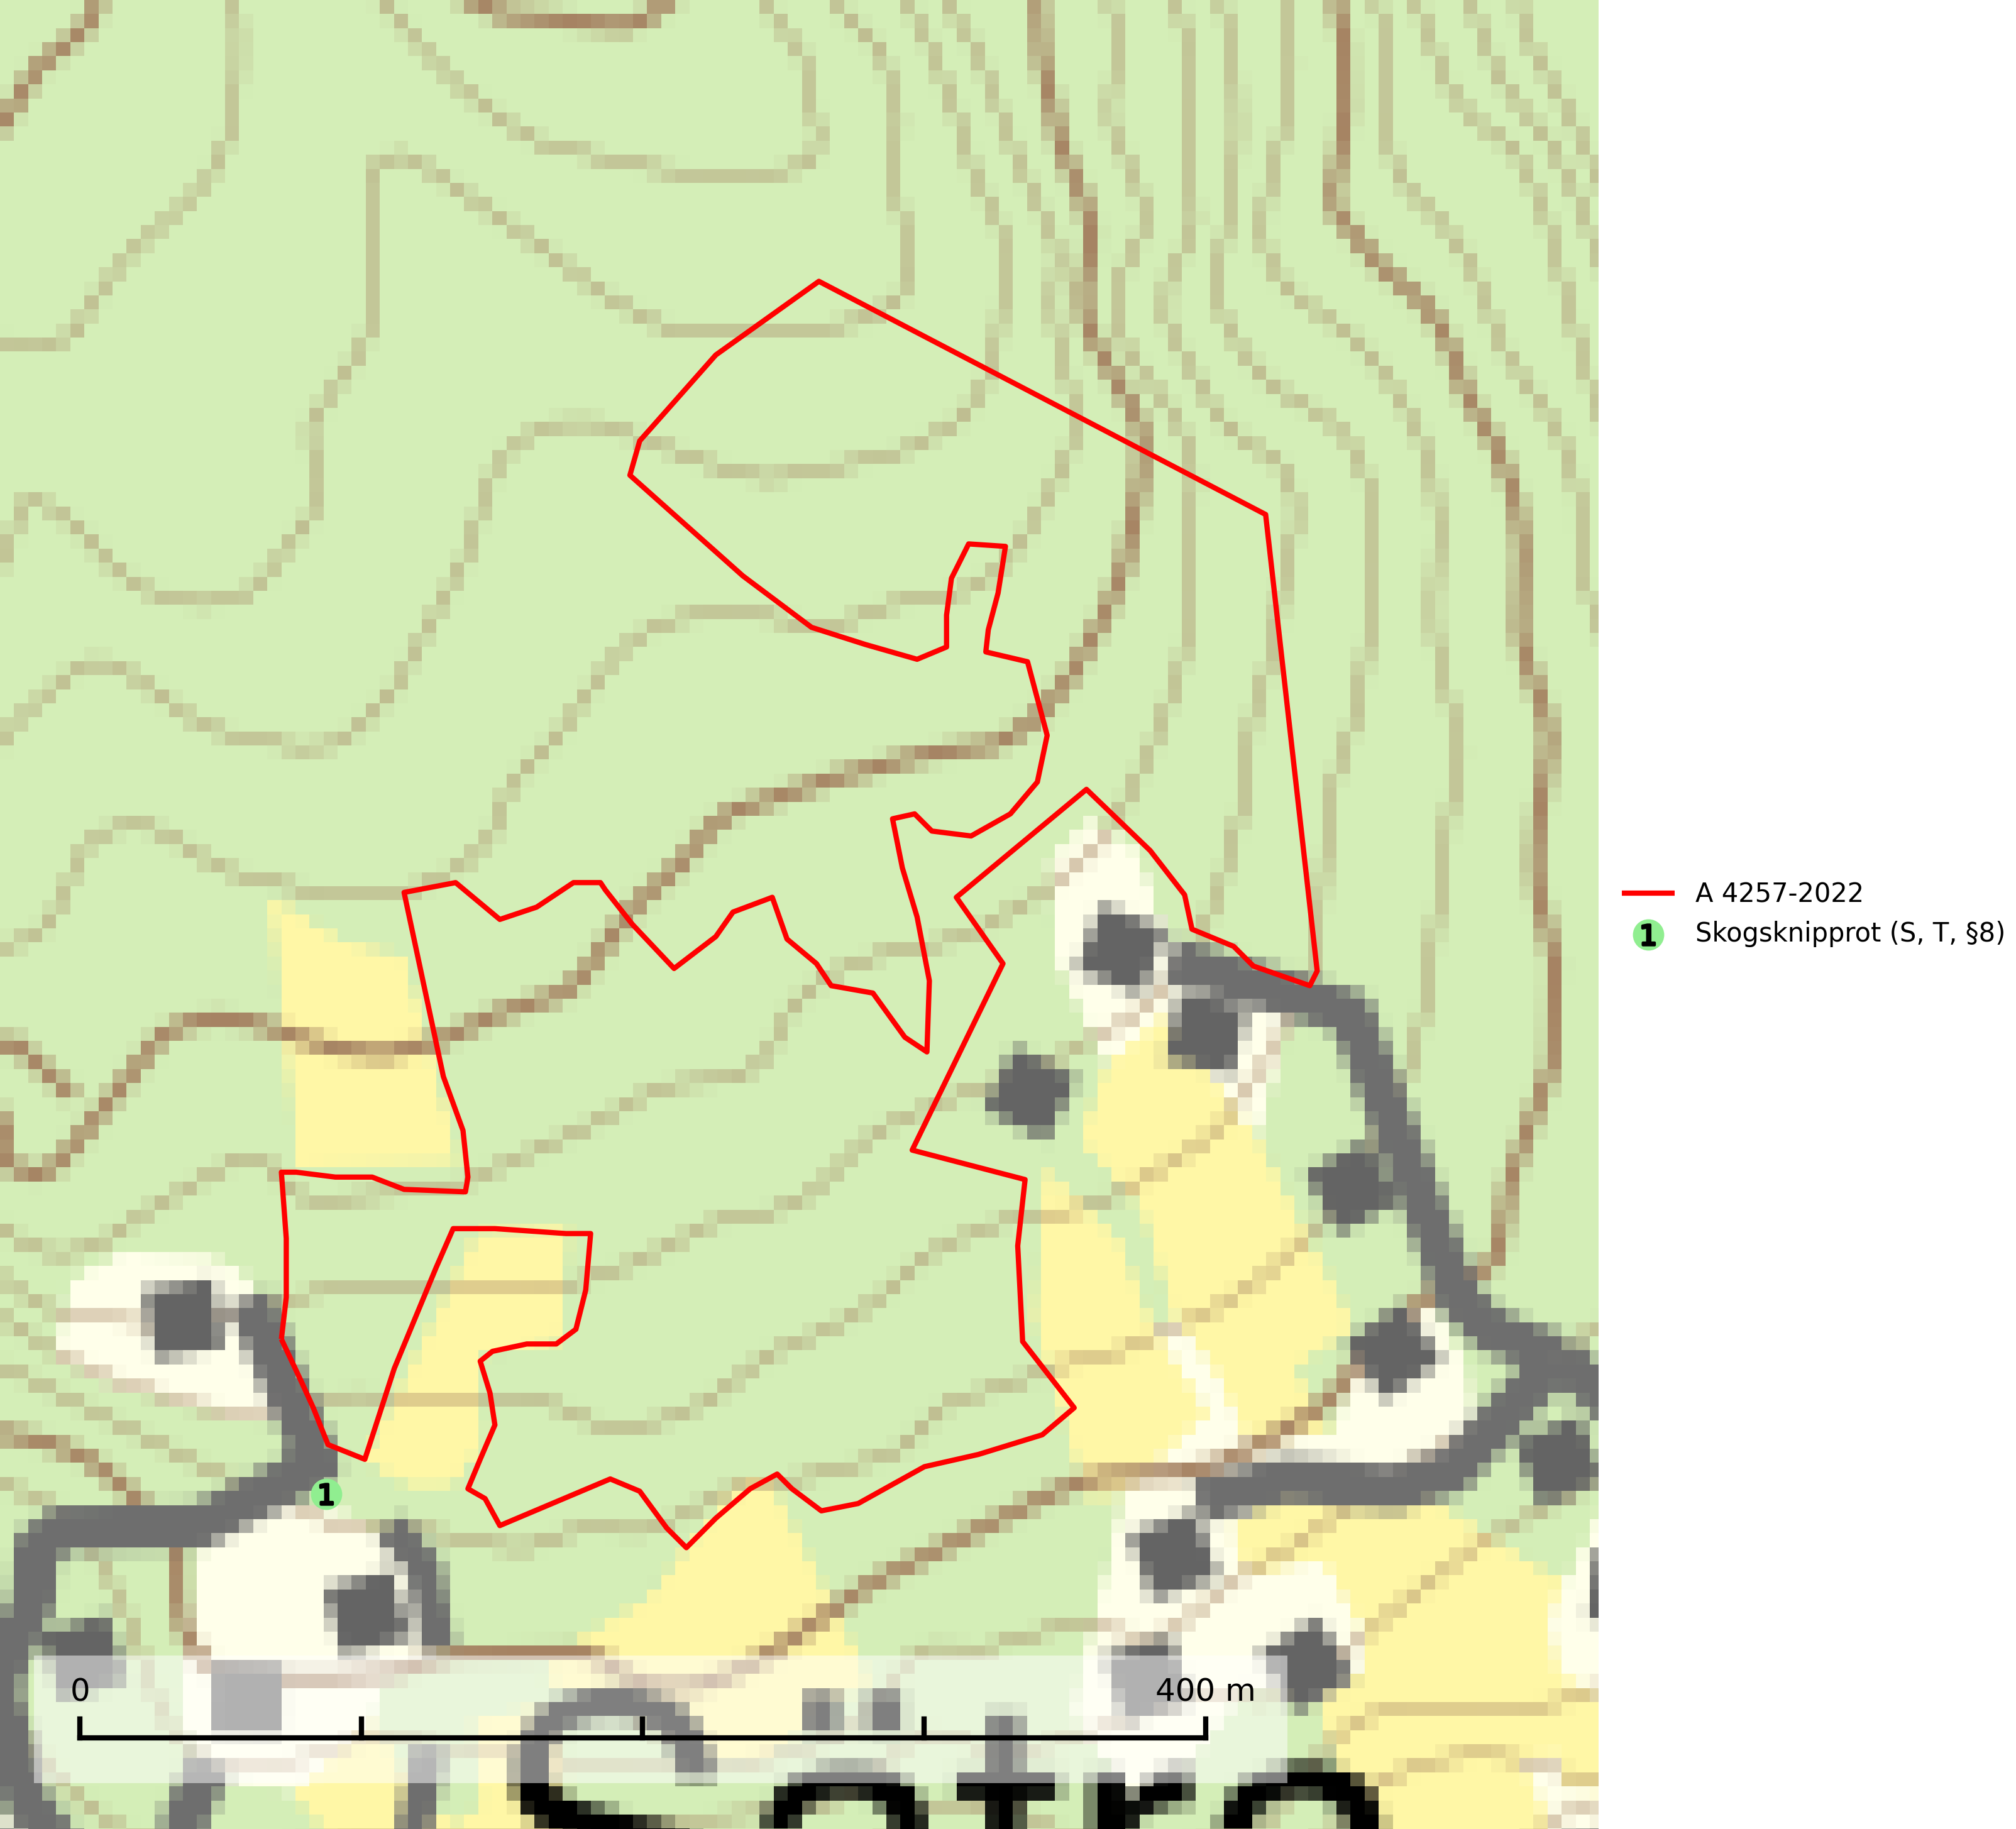 A 4257-2022
1 Skogsknipprot (S, T, §8)
1
0 400 m